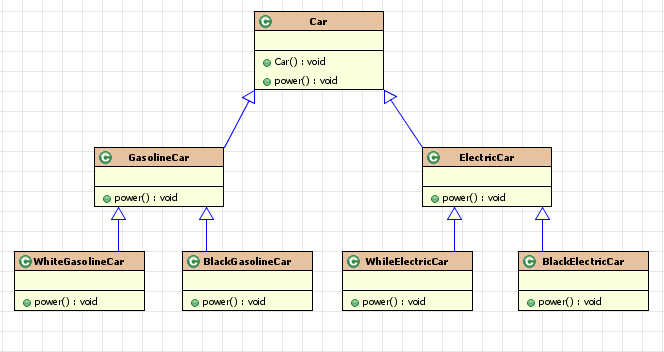 Car
Car() : void
power() : void
GasolineCar
power() : void
ElectricCar
power() : void
WhiteGasolineCar
power() : void
BlackGasolineCar
power() : void
WhileElectricCar
power() : void
BlackElectricCar
power() : void